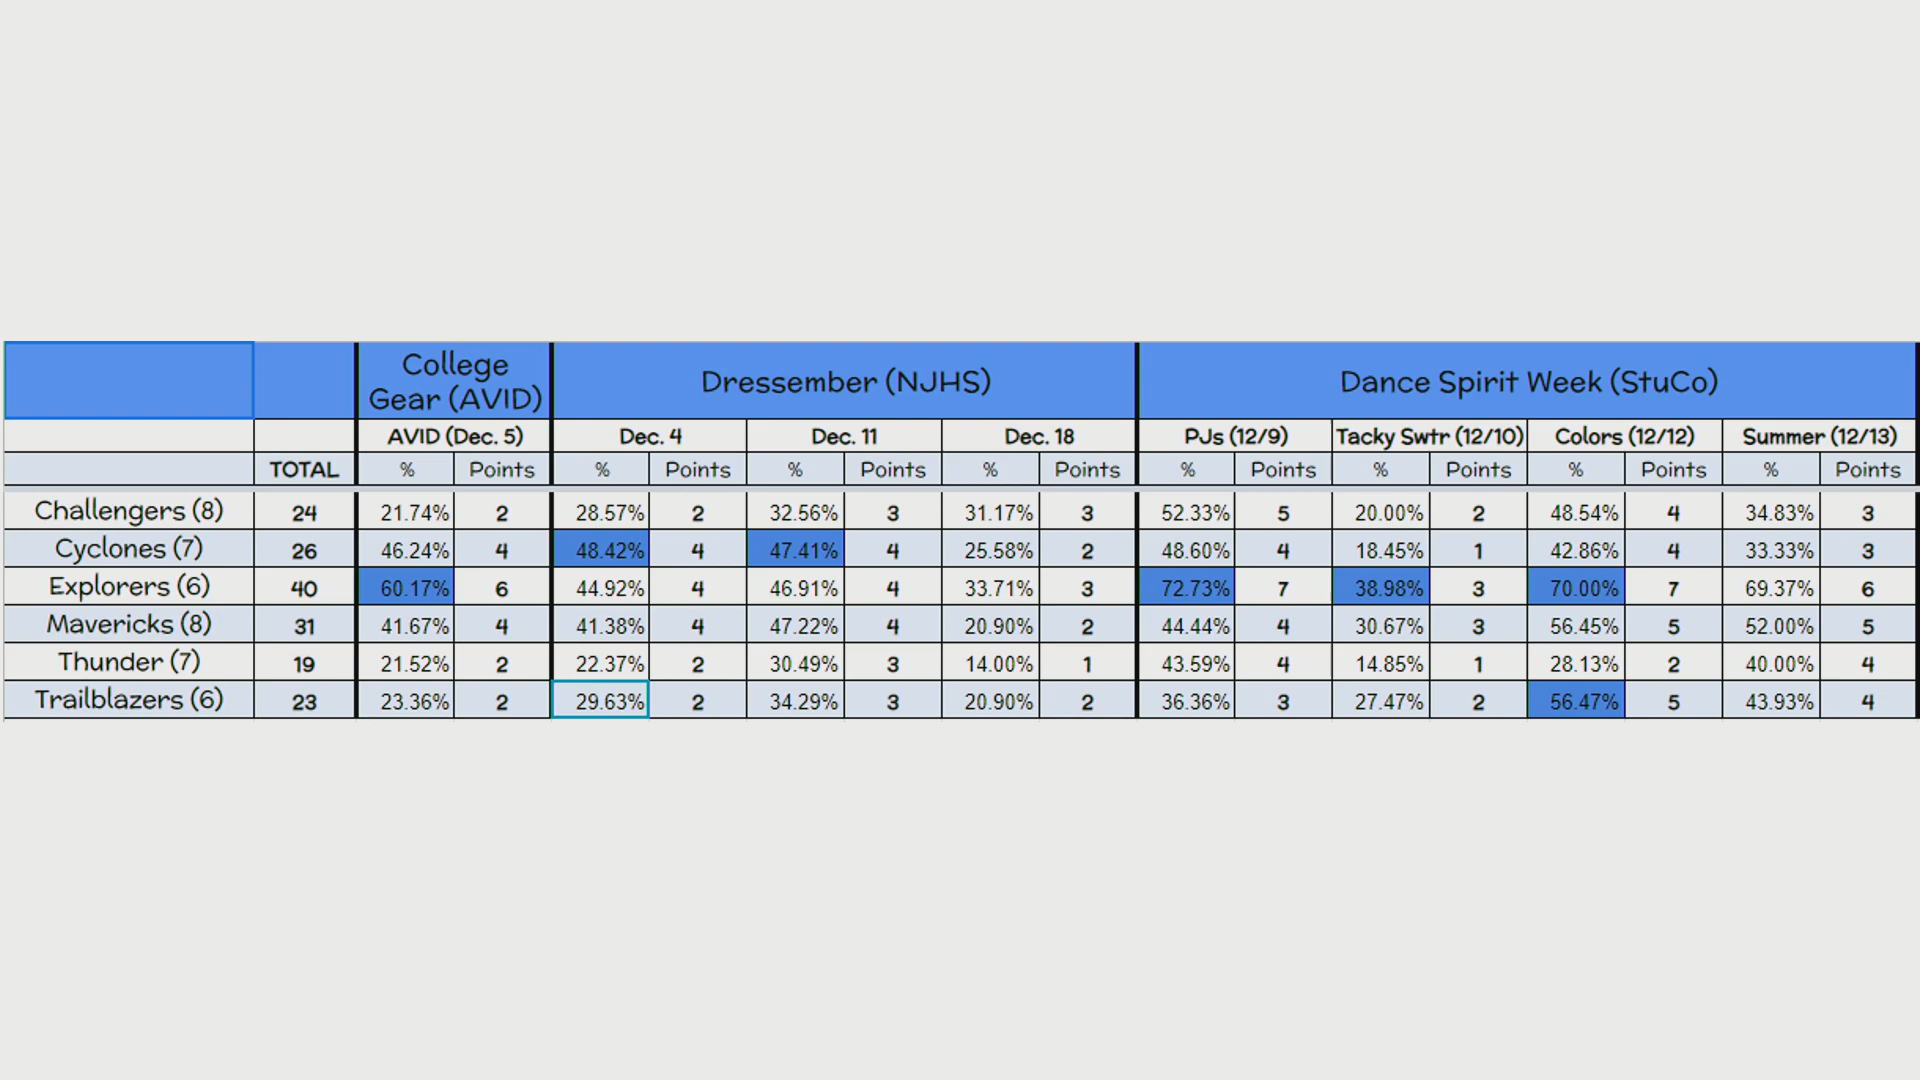 College Gear (AVID) Dressember (NJHS) Dance Spirit Week (StuCo)
AVID (Dec. 5) Dec. 4 Dec. 11 Dec. 18 PJs (12/9) Tacky Swtr (12/10) Colors (12/12) Summer (12/13)
TOTAL % Points % Points % Points % Points % Points % Points % Points % Points
Challengers (8) 24 21.74% 2 28.57% 2 32.56% 3 31.17% 3 52.33% 5 20.00% 2 48.54% 4 34.83% 3
Cyclones (7) 26 46.24% 4 48.42% 4 47.41% 4 25.58% 2 48.60% 4 18.45% 1 42.86% 4 33.33% 3
Explorers (6) 40 60.17% 6 44.92% 4 46.91% 4 33.71% 3 72.73% 7 38.98% 3 70.00% 7 69.37% 6
Mavericks (8) 31 41.67% 4 41.38% 4 47.22% 4 20.90% 2 44.44% 4 30.67% 3 56.45% 5 52.00% 5
Thunder (7) 19 21.52% 2 22.37% 2 30.49% 3 14.00% 1 43.59% 4 14.85% 1 28.13% 2 40.00% 4
Trailblazers (6) 23 23.36% 2 29.63% 2 34.29% 3 20.90% 2 36.36% 3 27.47% 2 56.47% 5 43.93% 4